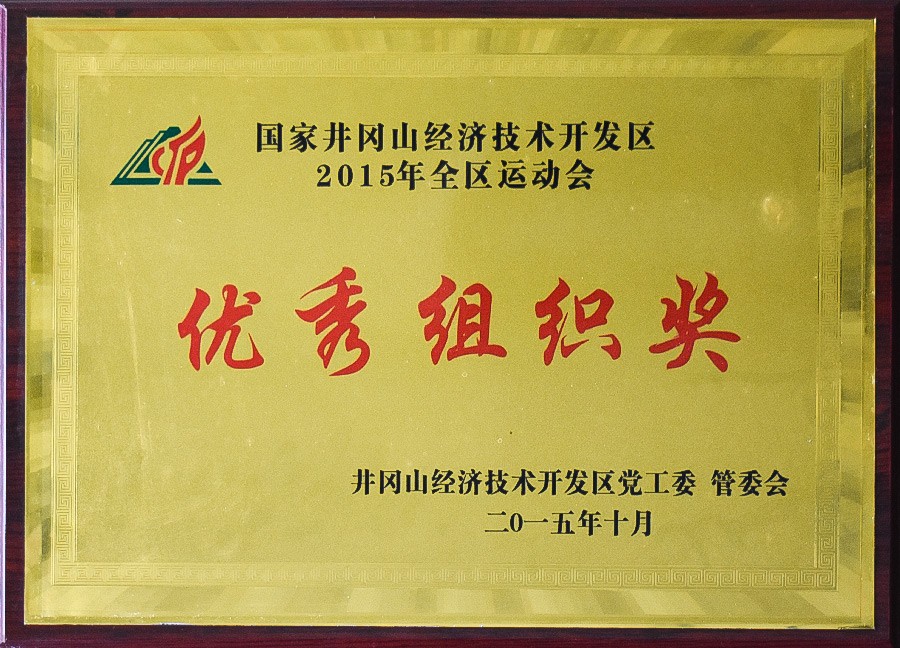 国家井冈山经济技术开发区
2015年全区运动会
优秀组织奖
井冈山经济技术开发区党工委 管委会
二0一五年十月